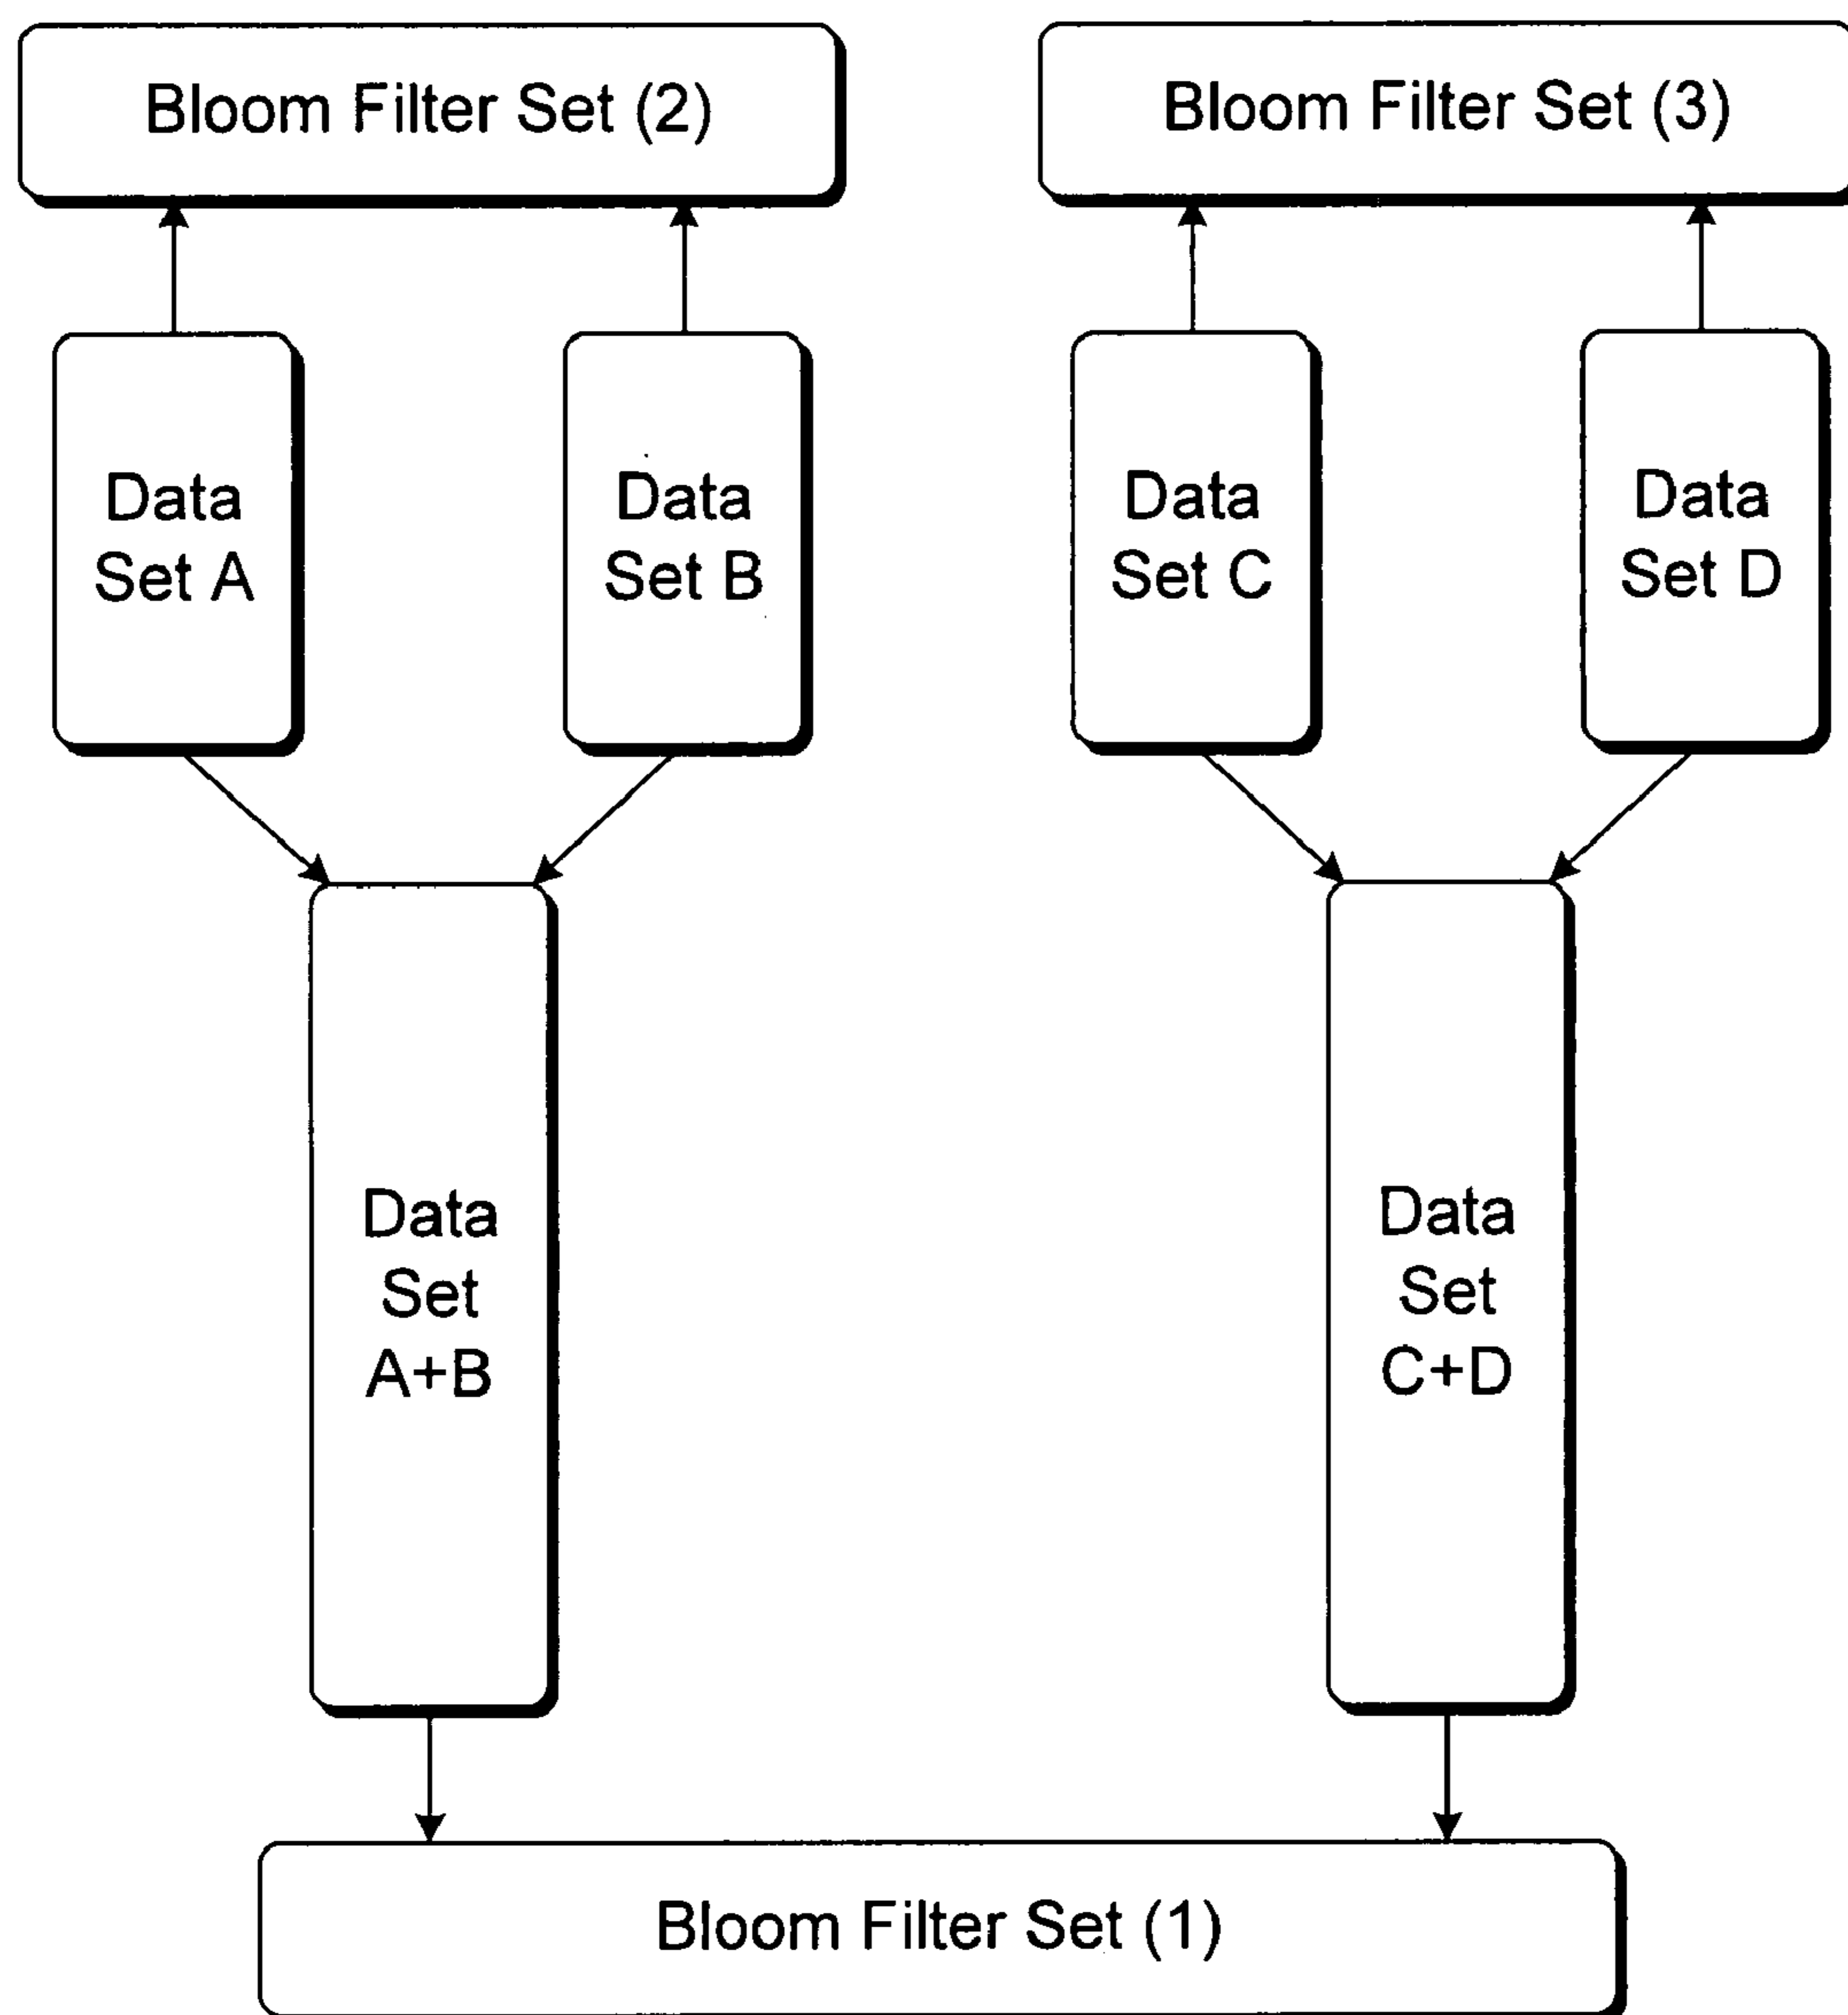 Bloom Filter Set (2)
Bloom Filter Set (3)
Data
Set A
Data
Set B
Data
Set C
Data
Set D
Data
Set
A+B
Data
Set
C+D
Bloom Filter Set (1)